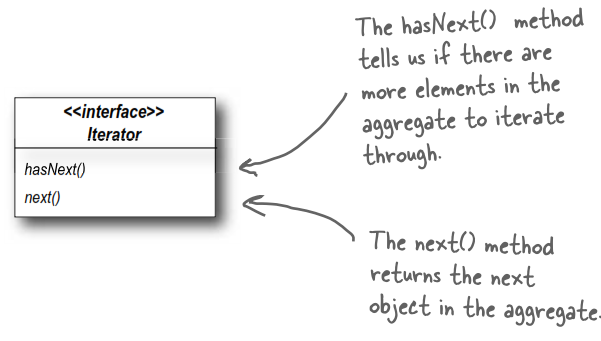 <<interface>>
Iterator
hasNext()
next()
The hasNext() method
tells us if there are
more elements in the
aggregate to iterate
through.
The next() method
returns the next
object in the aggregate.